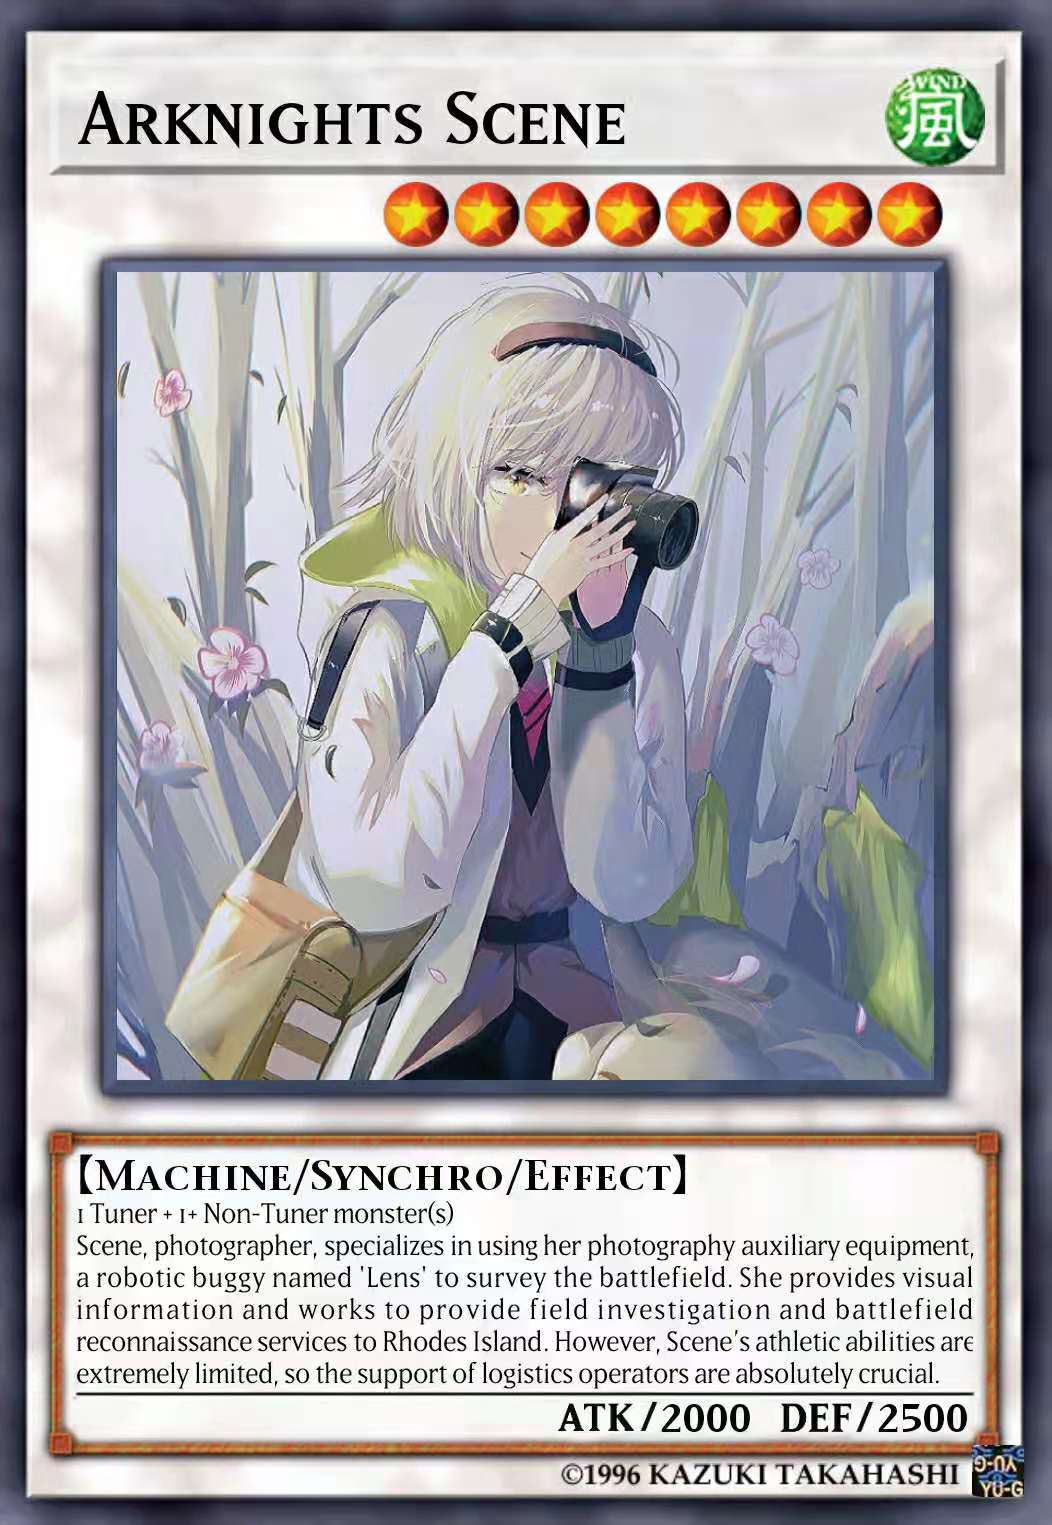 Arknights Scene
WIND
風
【Machine/Synchro/Effect】
1 Tuner + 1+ Non-Tuner monster(s)
Scene, photographer, specializes in using her photography auxiliary equipment,
a robotic buggy named 'Lens' to survey the battlefield. She provides visual
information and works to provide field investigation and battlefield
reconnaissance services to Rhodes Island. However, Scene's athletic abilities are
extremely limited, so the support of logistics operators are absolutely crucial.
ATK/2000 DEF/2500
©1996 KAZUKI TAKAHASHI
YU-G
YU-G